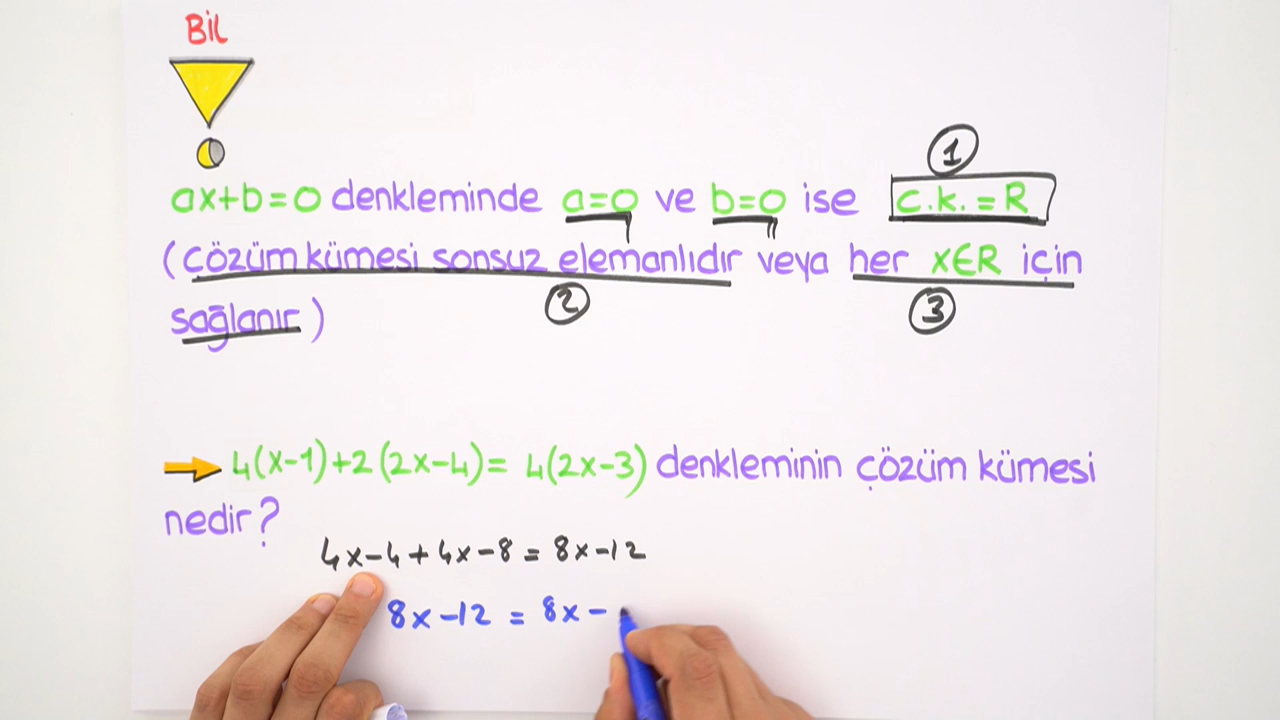 BİL
1
ax+b=0 denkleminde a=0 ve b=0 ise Ç.K. = R
(Çözüm kümesi sonsuz elemanlıdır veya her x∈R için
2 3
sağlanır)
4(x-1)+2(2x-4)= 4(2x-3) denkleminin çözüm kümesi
nedir?
4x-4+4x-8 = 8x-12
8x-12 = 8x-